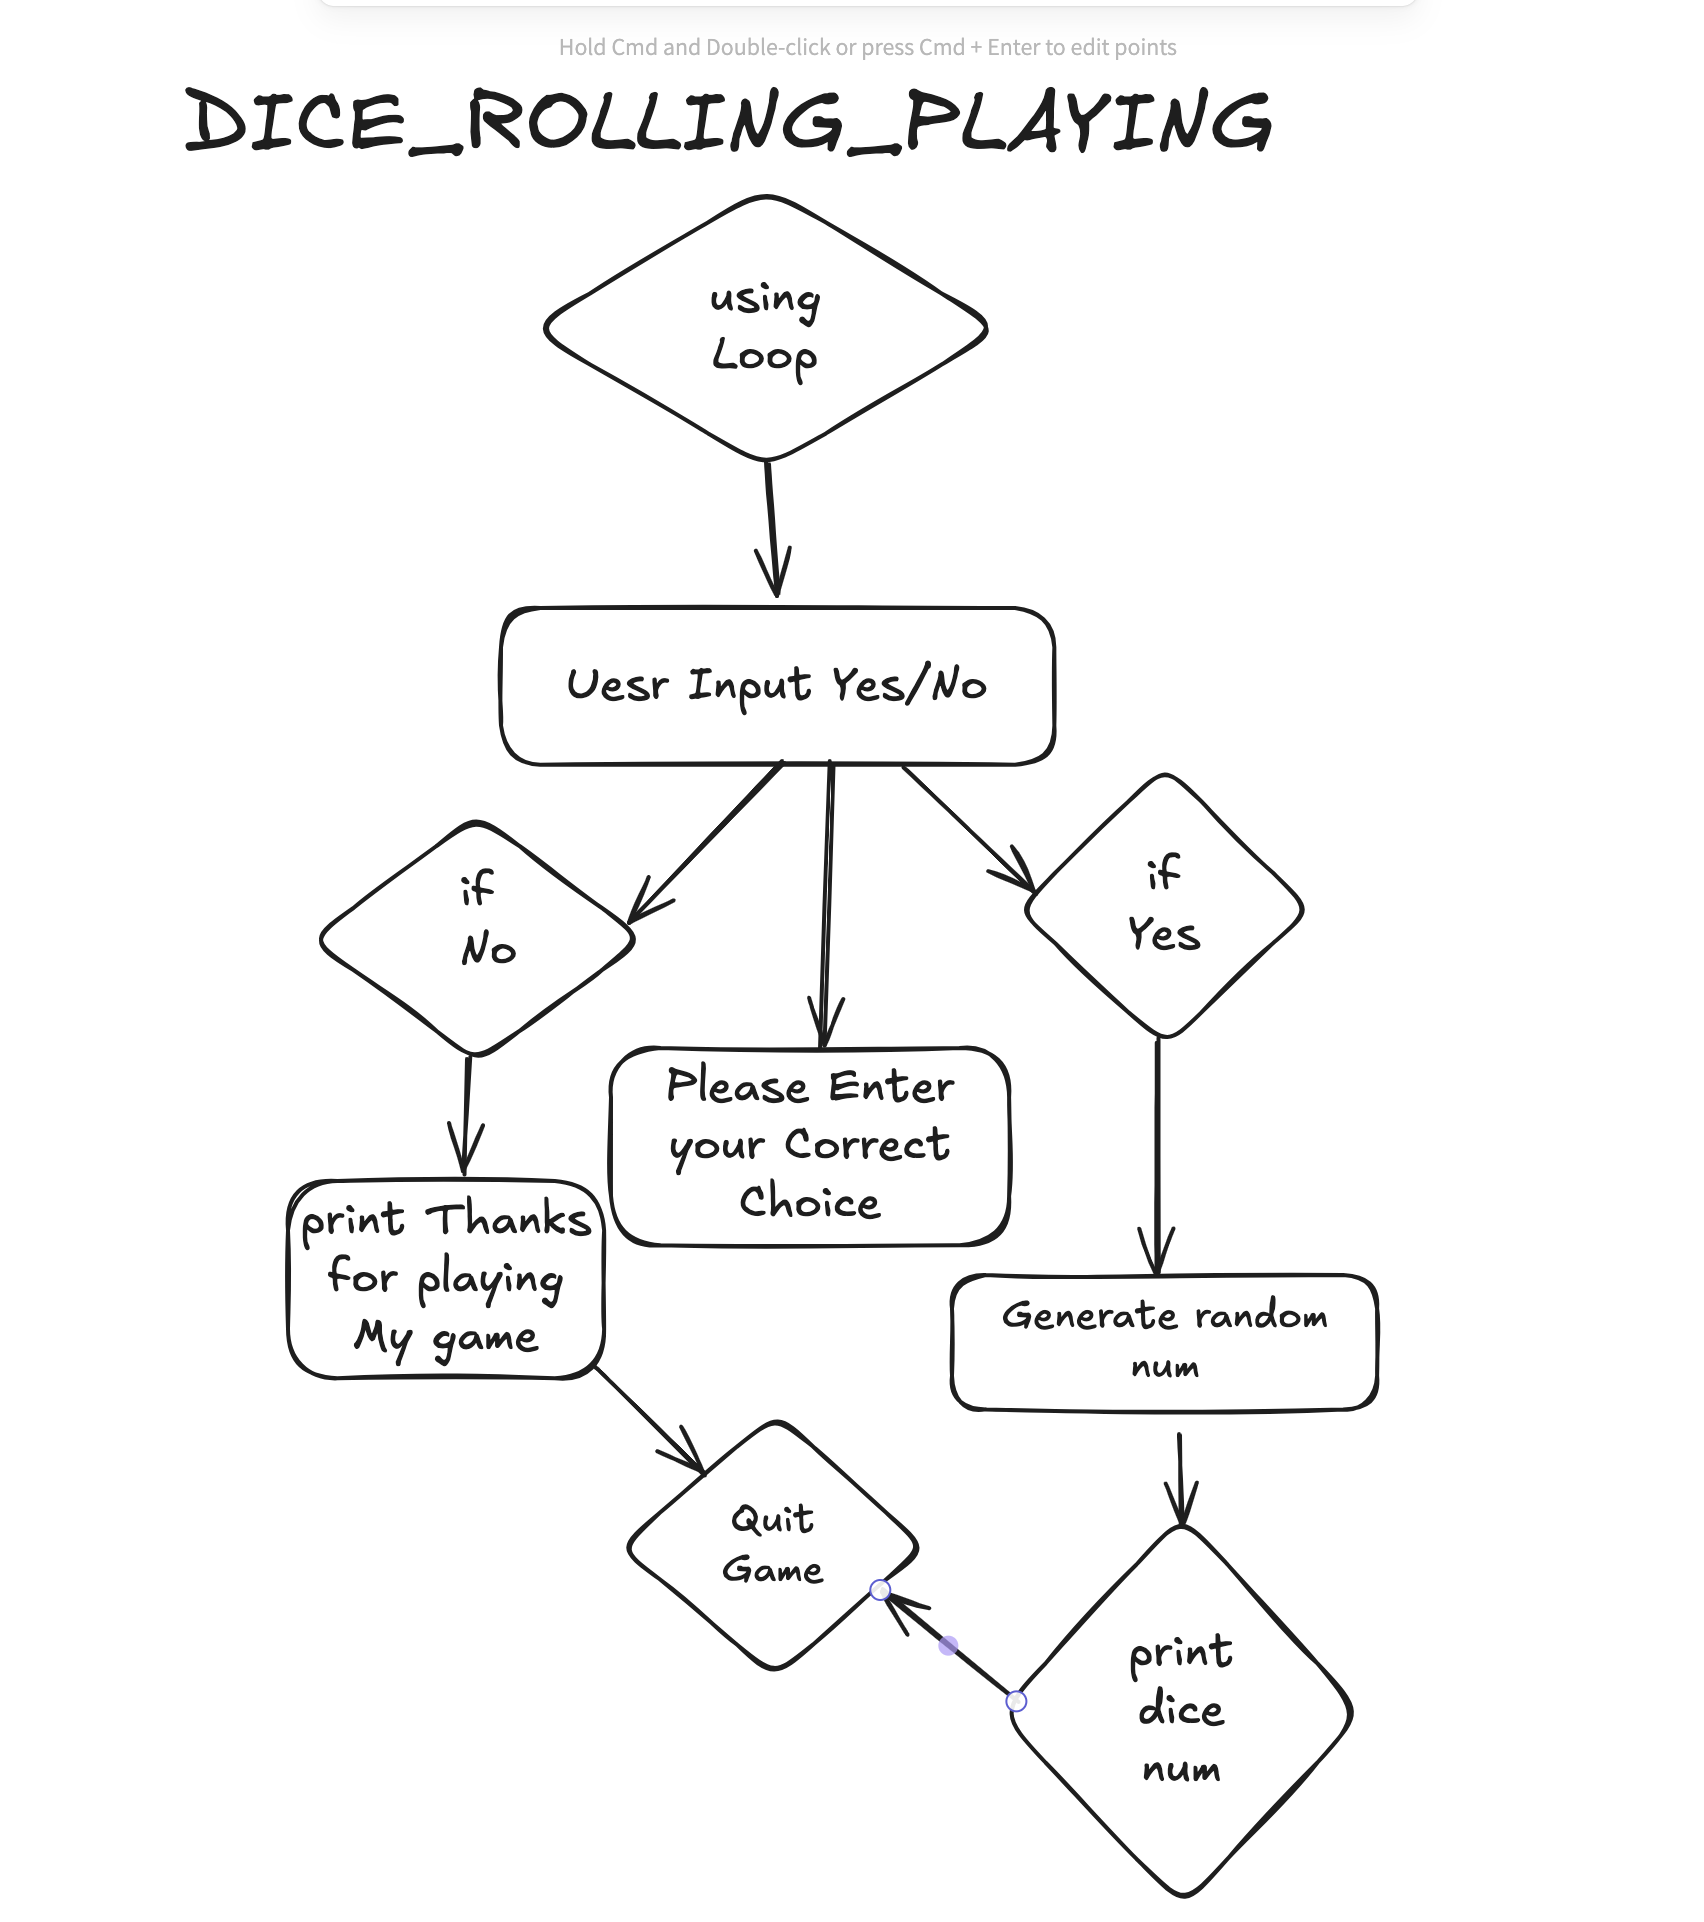 Hold Cmd and Double-click or press Cmd + Enter to edit points
DICE_ROLLING_PLAYING
using
Loop
Uesr Input Yes/No
if
No
if
Yes
Please Enter
your Correct
Choice
print Thanks
for playing
My game
Generate random
num
Quit
Game
print
dice
num